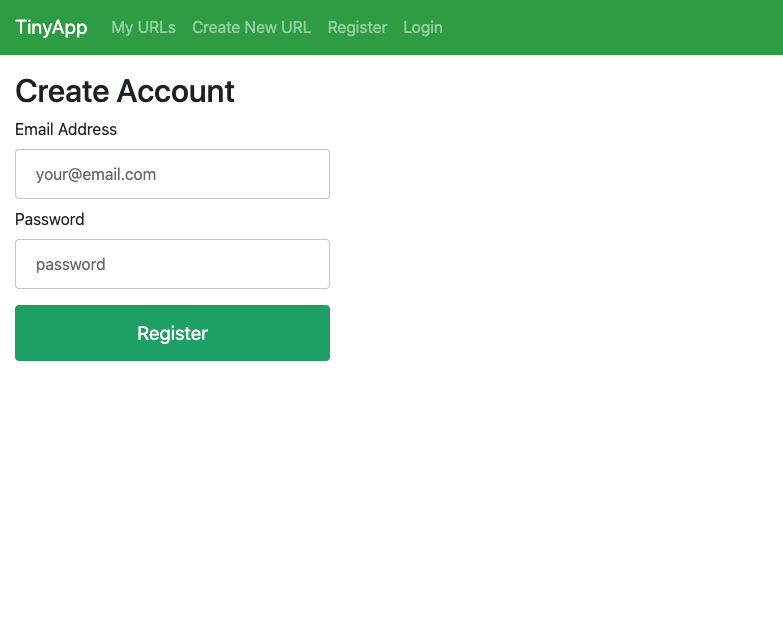 TinyApp My URLs Create New URL Register Login
Create Account
Email Address
your@email.com
Password
password
Register